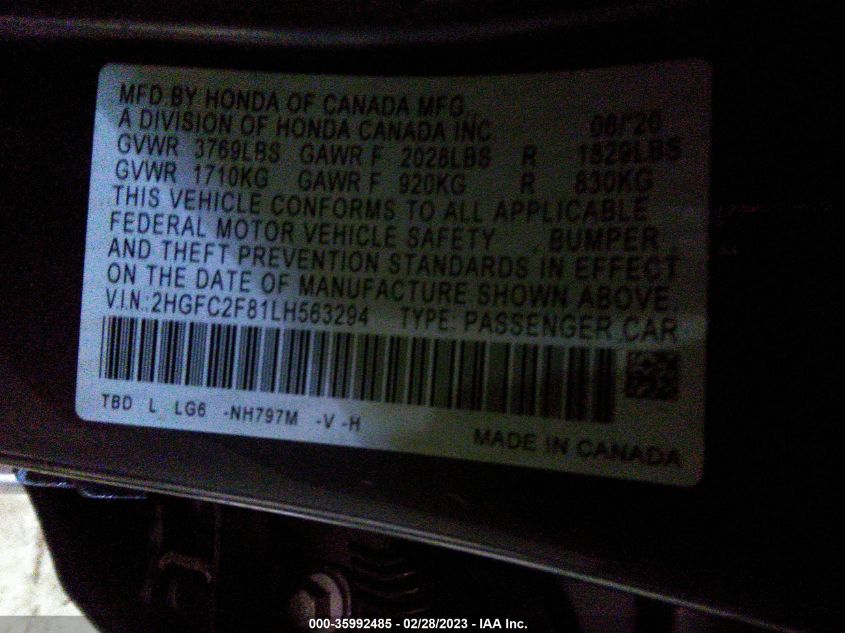 MFD.BY HONDA OF CANADA MFG.
A DIVISION OF HONDA CANADA INC. 08/20
GVWR 3769LBS GAWR F 2028LBS R 1829LBS
GVWR 1710KG GAWR F 920KG R 830KG
THIS VEHICLE CONFORMS TO ALL APPLICABLE
FEDERAL MOTOR VEHICLE SAFETY , BUMPER ,
AND THEFT PREVENTION STANDARDS IN EFFECT
ON THE DATE OF MANUFACTURE SHOWN ABOVE.
V.I.N.:2HGFC2F81LH563294 TYPE: PASSENGER CAR
TBD L LG6 -NH797M -V -H
MADE IN CANADA
000-35992485 - 02/28/2023 - IAA Inc.